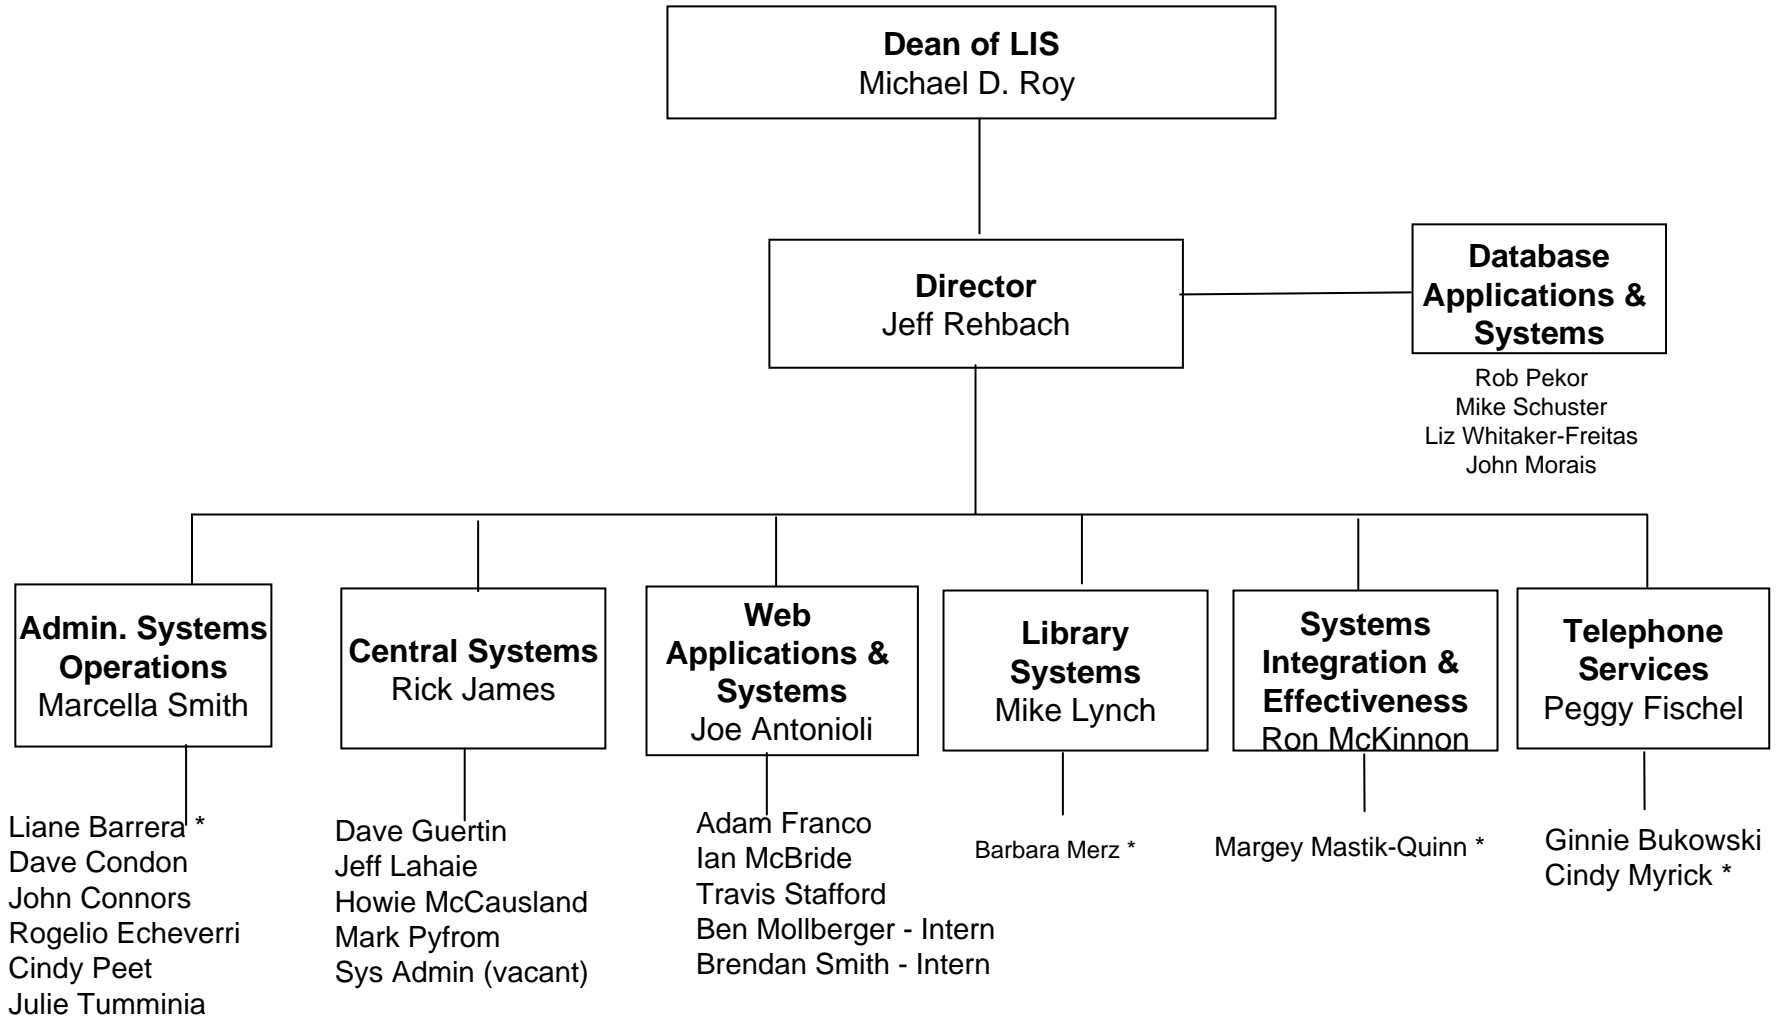 Dean of LIS
Michael D. Roy
Director
Jeff Rehbach
Database
Applications &
Systems
Rob Pekor
Mike Schuster
Liz Whitaker-Freitas
John Morais
Admin. Systems
Operations
Marcella Smith
Liane Barrera *
Dave Condon
John Connors
Rogelio Echeverri
Cindy Peet
Julie Tumminia
Central Systems
Rick James
Dave Guertin
Jeff Lahaie
Howie McCausland
Mark Pyfrom
Sys Admin (vacant)
Web
Applications &
Systems
Joe Antonioli
Adam Franco
Ian McBride
Travis Stafford
Ben Mollberger - Intern
Brendan Smith - Intern
Library
Systems
Mike Lynch
Barbara Merz *
Systems
Integration &
Effectiveness
Ron McKinnon
Margey Mastik-Quinn *
Telephone
Services
Peggy Fischel
Ginnie Bukowski
Cindy Myrick *